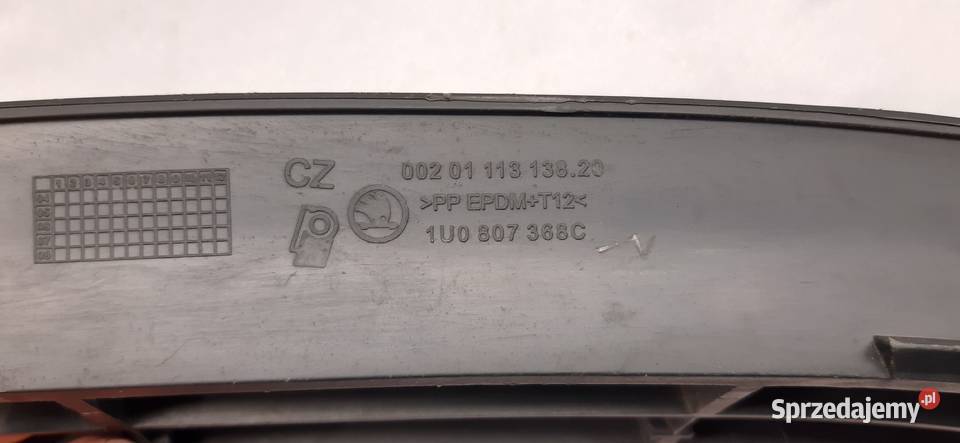 CZ
002 01 113 138.20
>PP EPDM+T12<
1U0 807 368C
Sprzedajemy.pl